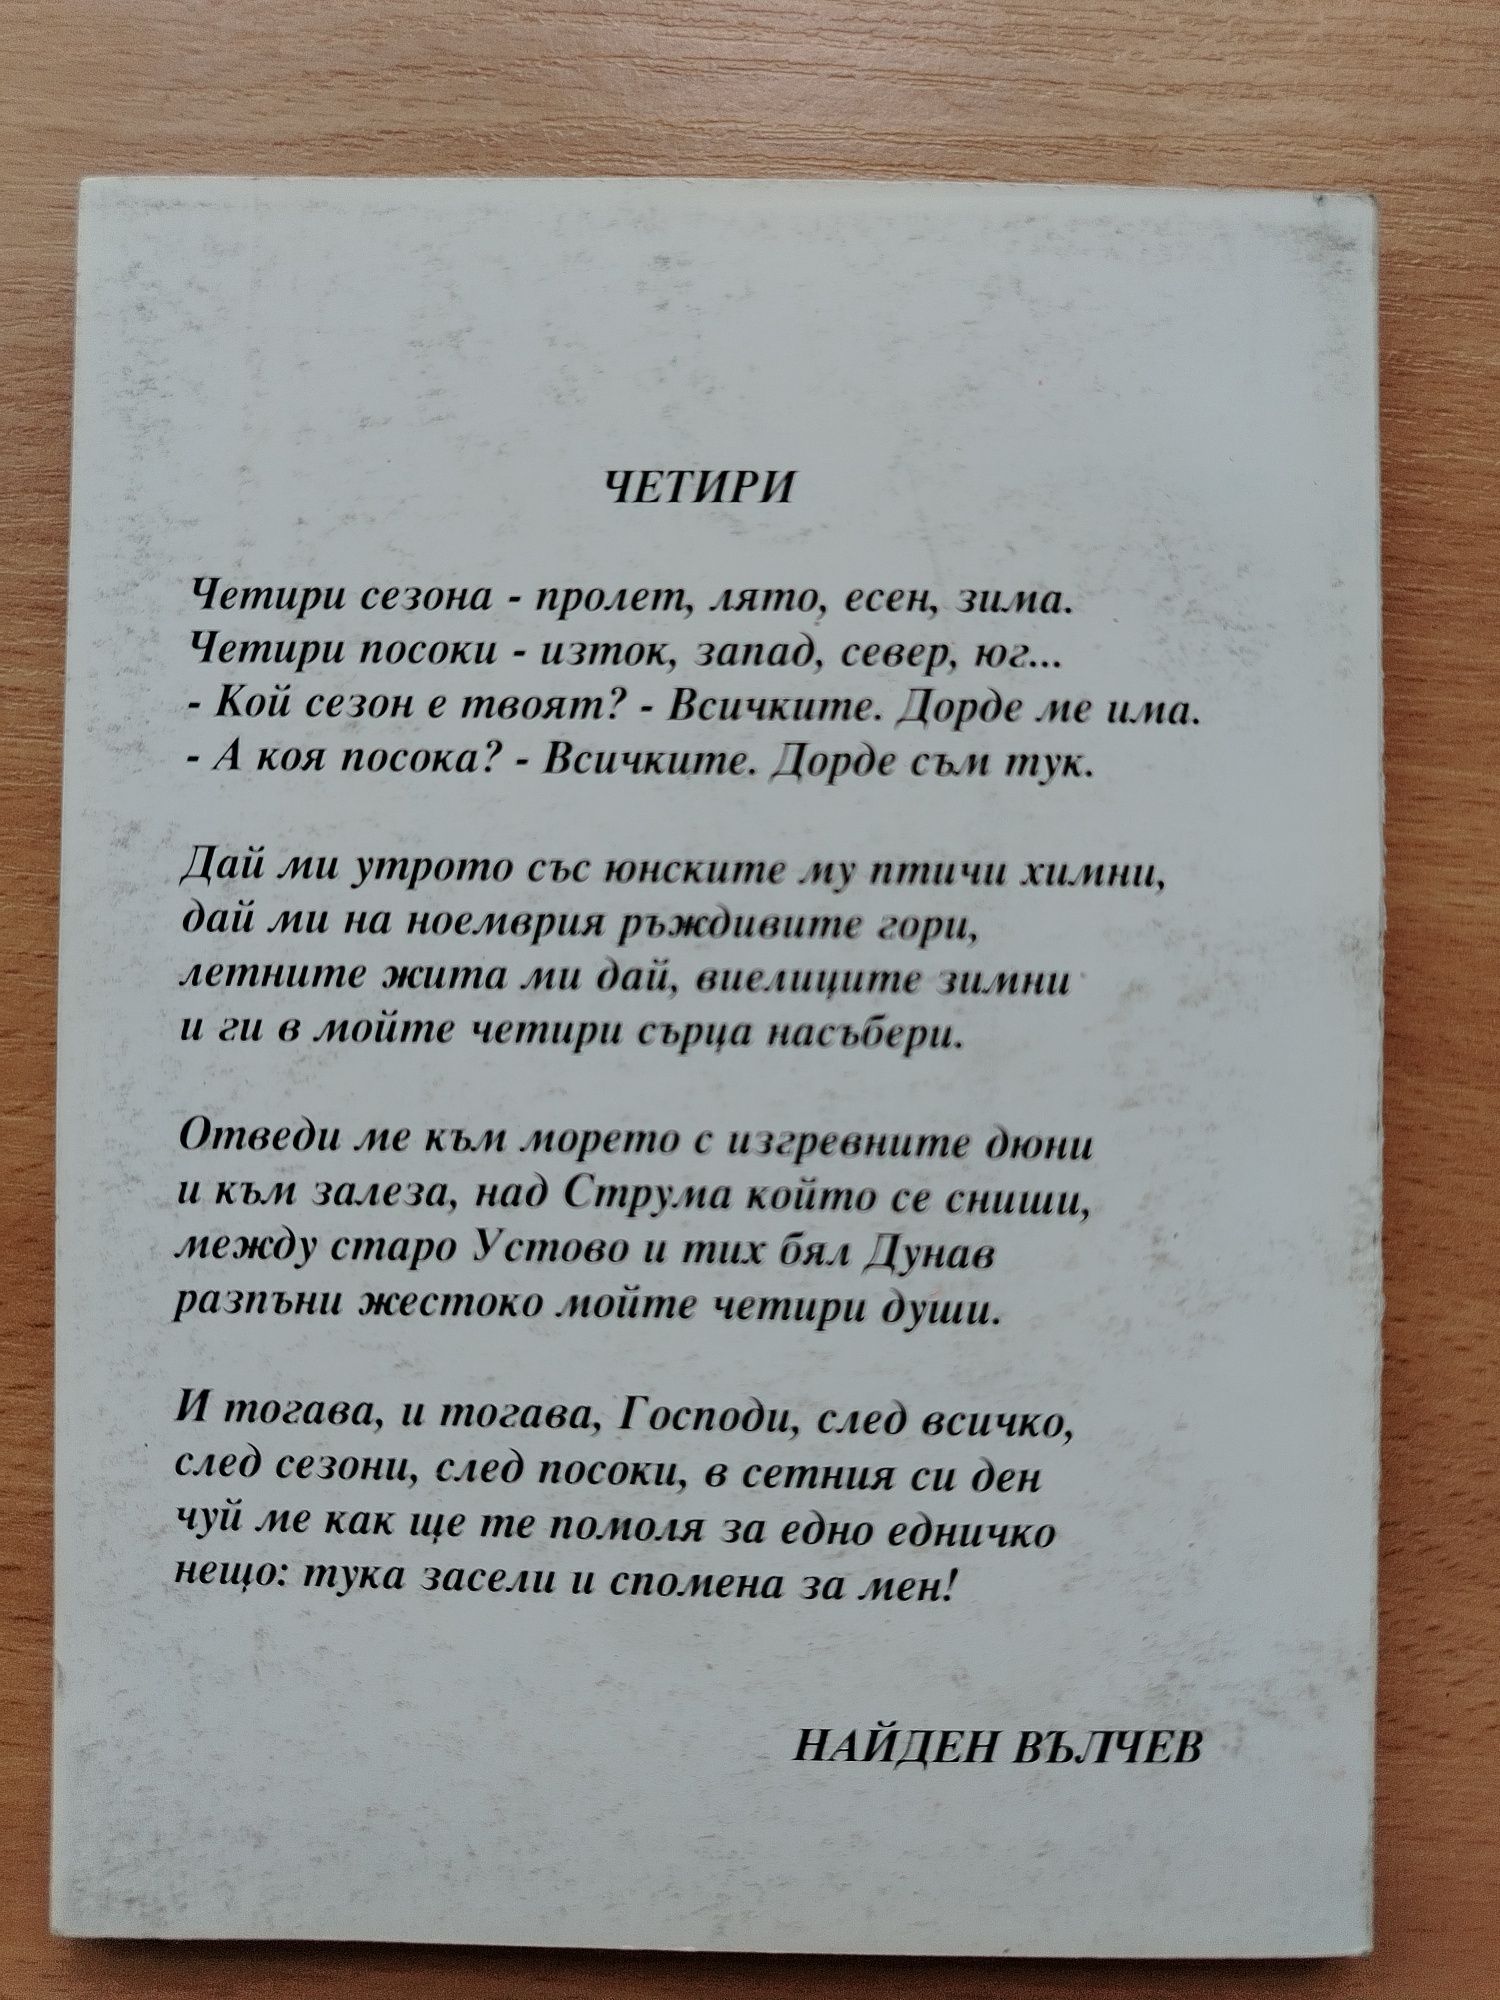 ЧЕТИРИ
Четири сезона - пролет, лято, есен, зима.
Четири посоки - изток, запад, север, юг...
- Кой сезон е твоят? - Всичките. Дорде ме има.
- А коя посока? - Всичките. Дорде съм тук.
Дай ми утрото със юнските му птичи химни,
дай ми на ноемврия ръждивите гори,
летните жита ми дай, виелиците зимни
и ги в мойте четири сърца насъбери.
Отведи ме към морето с изгревните дюни
и към залеза, над Струма който се сниши,
между старо Устово и тих бял Дунав
разпъни жестоко мойте четири души.
И тогава, и тогава, Господи, след всичко,
след сезони, след посоки, в сетния си ден
чуй ме как ще те помоля за едно едничко
нещо: тука засели и спомена за мен!
НАЙДЕН ВЪЛЧЕВ